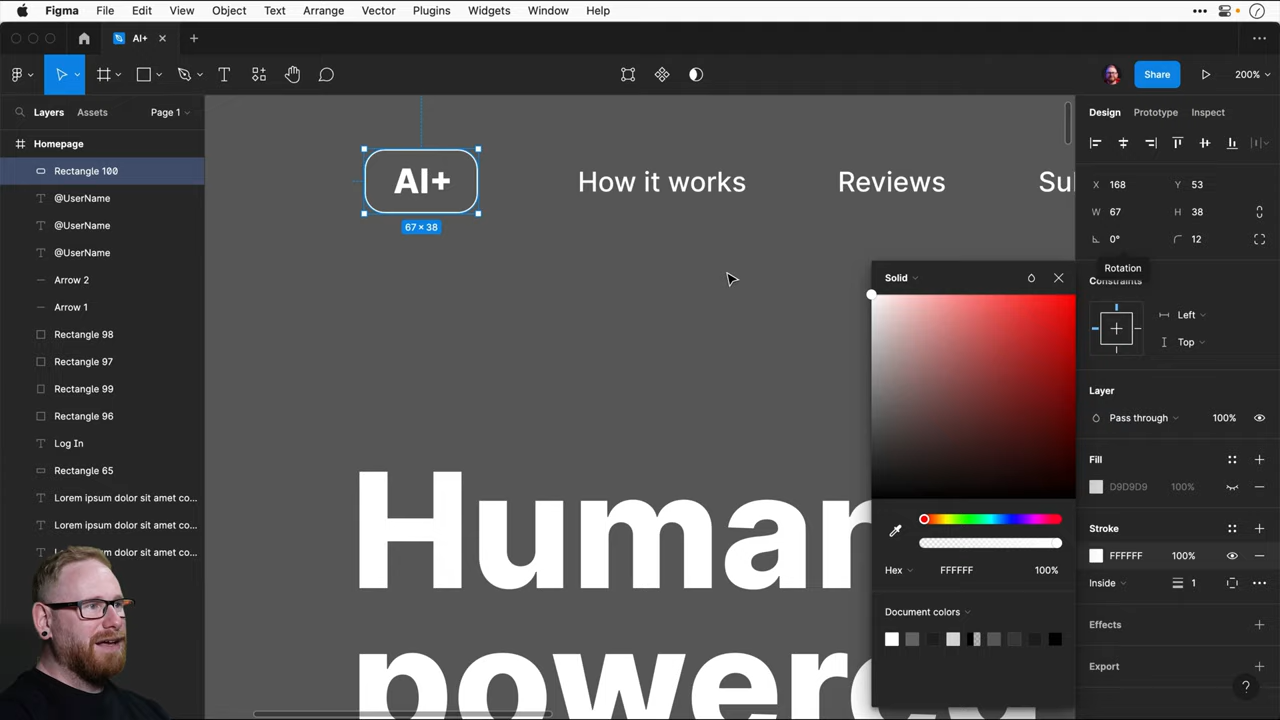 Figma File Edit View Object Text Arrange Vector Plugins Widgets Window Help
AI+
Share
200%
Layers Assets Page 1
Design Prototype Inspect
Homepage
Rectangle 100
@UserName
@UserName
@UserName
Arrow 2
Arrow 1
Rectangle 98
Rectangle 97
Rectangle 99
Rectangle 96
Log In
Rectangle 65
Lorem ipsum dolor sit amet co...
Lorem ipsum dolor sit amet co...
Lorem ipsum dolor sit amet co...
AI+
How it works Reviews
67 × 38
Human
powere
Solid
Hex FFFFFF 100%
Document colors
X 168 Y 53
W 67 H 38
0° 12
Rotation
Constraints
Left
Top
Layer
Pass through 100%
Fill
D9D9D9 100%
Stroke
FFFFFF 100%
Inside 1
Effects
Export
?